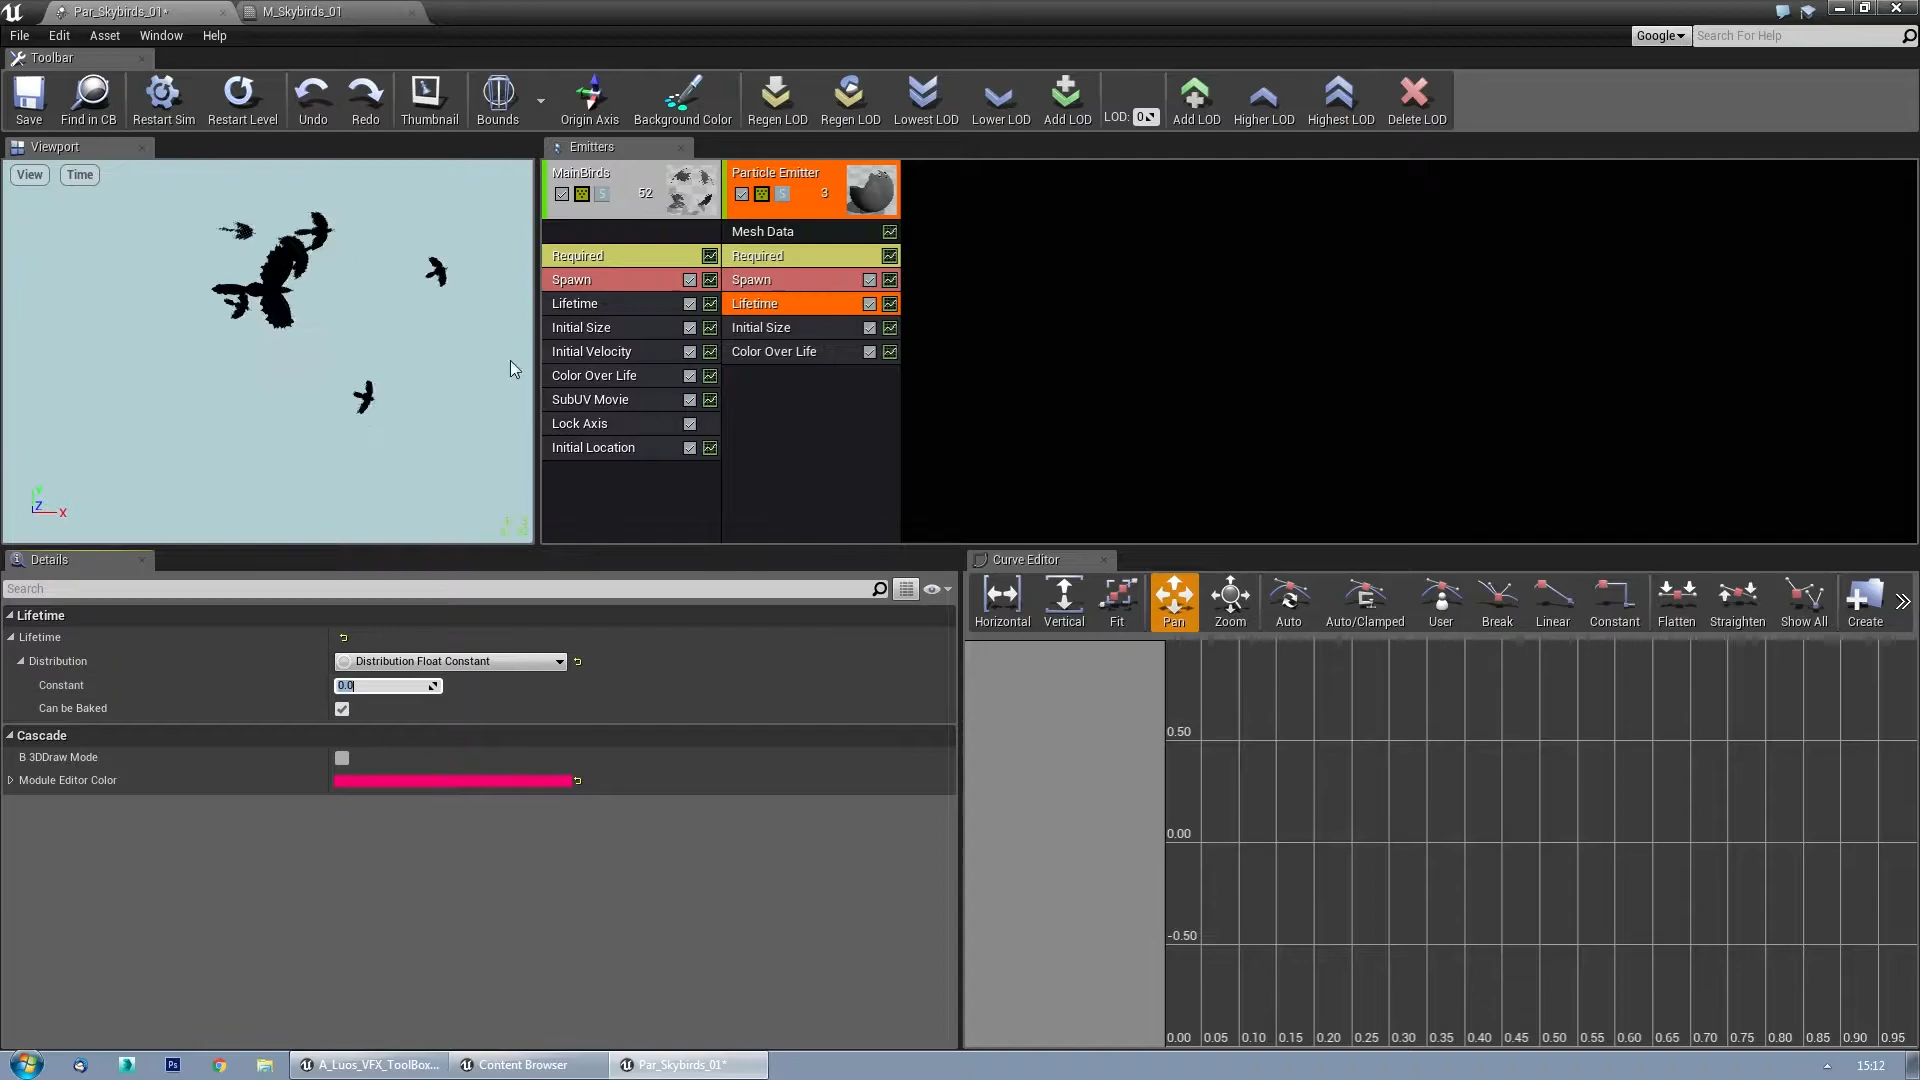 Par_Skybirds_01*
M_Skybirds_01
File Edit Asset Window Help
Google
Search For Help
Toolbar
Save
Find in CB
Restart Sim
Restart Level
Undo
Redo
Thumbnail
Bounds
Origin Axis
Background Color
Regen LOD
Regen LOD
Lowest LOD
Lower LOD
Add LOD
LOD: 0
Add LOD
Higher LOD
Highest LOD
Delete LOD
Viewport
View
Time
Z X
Emitters
MainBirds
S 52
Required
Spawn
Lifetime
Initial Size
Initial Velocity
Color Over Life
SubUV Movie
Lock Axis
Initial Location
Particle Emitter
S 3
Mesh Data
Required
Spawn
Lifetime
Initial Size
Color Over Life
Details
Search
Lifetime
Lifetime
Distribution
Distribution Float Constant
Constant
0.0
Can be Baked
Cascade
B 3DDraw Mode
Module Editor Color
Curve Editor
Horizontal
Vertical
Fit
Pan
Zoom
Auto
Auto/Clamped
User
Break
Linear
Constant
Flatten
Straighten
Show All
Create
0.50
0.00
-0.50
0.00 0.05 0.10 0.15 0.20 0.25 0.30 0.35 0.40 0.45 0.50 0.55 0.60 0.65 0.70 0.75 0.80 0.85 0.90 0.95
Ps
A_Luos_VFX_ToolBox...
Content Browser
Par_Skybirds_01*
15:12